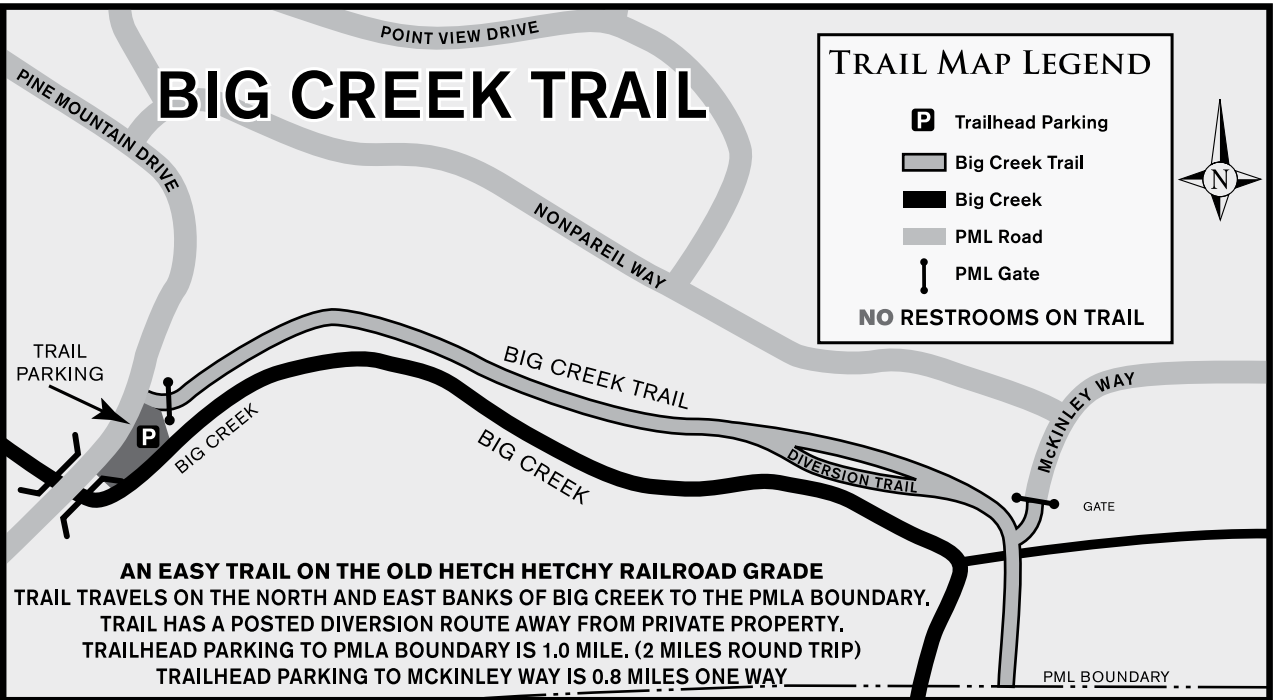 POINT VIEW DRIVE
BIG CREEK TRAIL
PINE MOUNTAIN DRIVE
NONPAREIL WAY
TRAIL MAP LEGEND
P Trailhead Parking
Big Creek Trail
Big Creek
PML Road
PML Gate
NO RESTROOMS ON TRAIL
N
TRAIL
PARKING
P
BIG CREEK
BIG CREEK TRAIL
BIG CREEK
DIVERSION TRAIL
McKINLEY WAY
GATE
AN EASY TRAIL ON THE OLD HETCH HETCHY RAILROAD GRADE
TRAIL TRAVELS ON THE NORTH AND EAST BANKS OF BIG CREEK TO THE PMLA BOUNDARY.
TRAIL HAS A POSTED DIVERSION ROUTE AWAY FROM PRIVATE PROPERTY.
TRAILHEAD PARKING TO PMLA BOUNDARY IS 1.0 MILE. (2 MILES ROUND TRIP)
TRAILHEAD PARKING TO MCKINLEY WAY IS 0.8 MILES ONE WAY
PML BOUNDARY